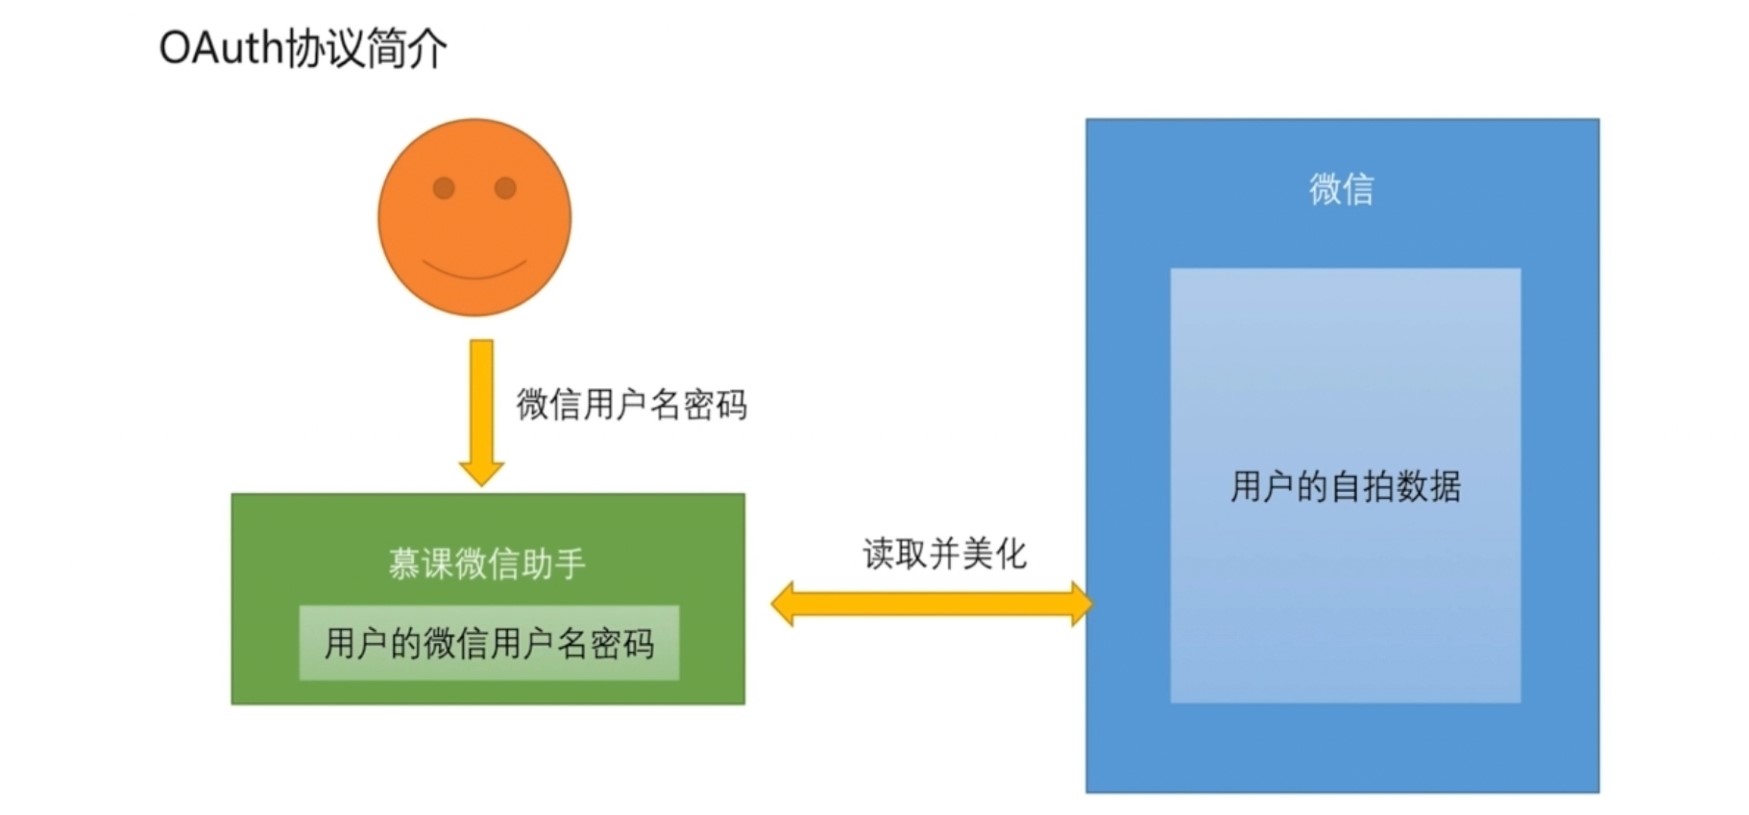 OAuth协议简介
微信
微信用户名密码
用户的自拍数据
读取并美化
慕课微信助手
用户的微信用户名密码